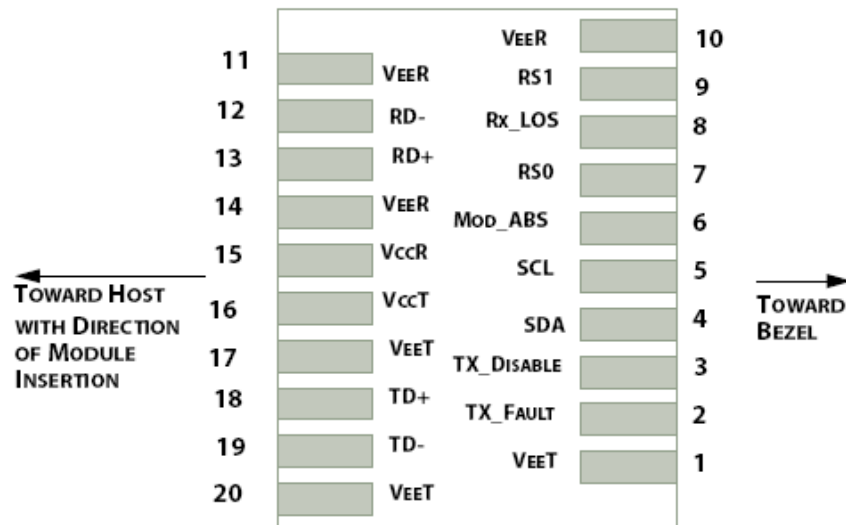 11 VEER
12 RD-
13 RD+
14 VEER
15 VCCR
16 VCCT
17 VEET
18 TD+
19 TD-
20 VEET
VEER 10
RS1 9
RX_LOS 8
RS0 7
MOD_ABS 6
SCL 5
SDA 4
TX_DISABLE 3
TX_FAULT 2
VEET 1
TOWARD HOST
WITH DIRECTION
OF MODULE
INSERTION
TOWARD
BEZEL